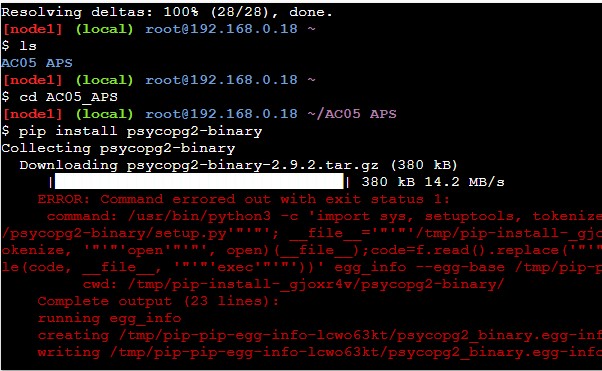 Resolving deltas: 100% (28/28), done.
[node1] (local) root@192.168.0.18 ~
$ ls
AC05_APS
[node1] (local) root@192.168.0.18 ~
$ cd AC05_APS
[node1] (local) root@192.168.0.18 ~/AC05_APS
$ pip install psycopg2-binary
Collecting psycopg2-binary
  Downloading psycopg2-binary-2.9.2.tar.gz (380 kB)
     |████████████████████████████████| 380 kB 14.2 MB/s
    ERROR: Command errored out with exit status 1:
     command: /usr/bin/python3 -c 'import sys, setuptools, tokenize
/psycopg2-binary/setup.py'"'"'; __file__='"'"'/tmp/pip-install-_gjo
okenize, '"'"'open'"'"', open)(__file__);code=f.read().replace('"'"
le(code, __file__, '"'"'exec'"'"'))' egg_info --egg-base /tmp/pip-p
         cwd: /tmp/pip-install-_gjoxr4v/psycopg2-binary/
    Complete output (23 lines):
    running egg_info
    creating /tmp/pip-pip-egg-info-lcwo63kt/psycopg2_binary.egg-inf
    writing /tmp/pip-pip-egg-info-lcwo63kt/psycopg2_binary.egg-info